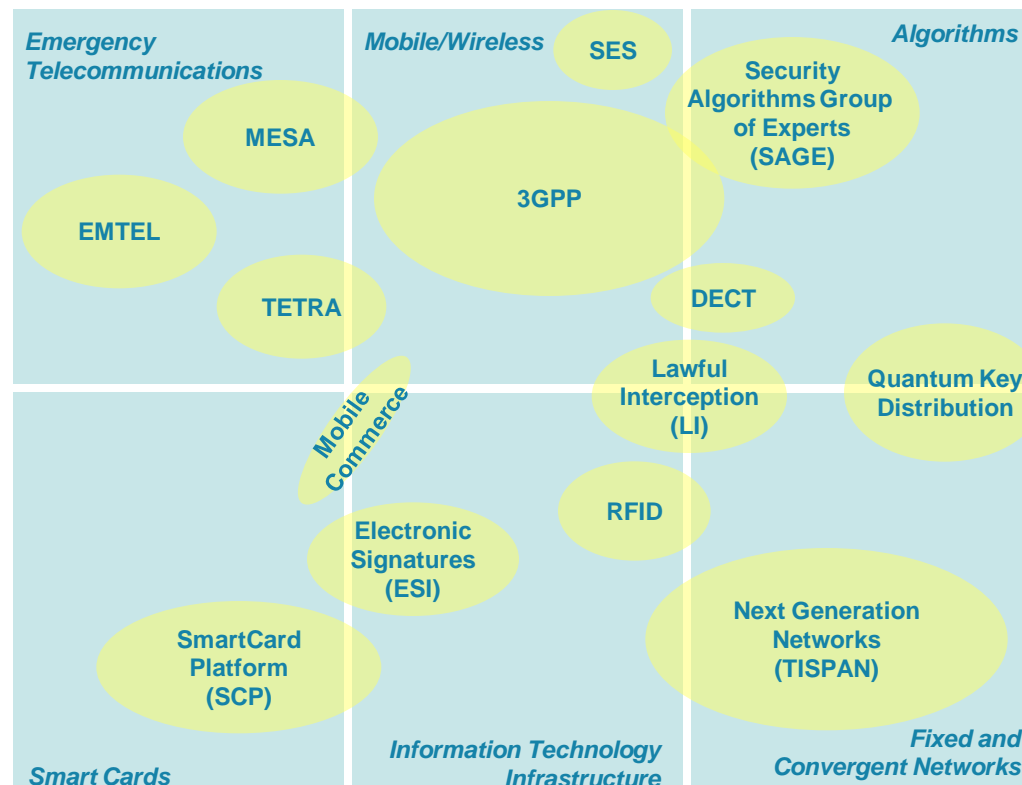 Emergency
Telecommunications
Mobile/Wireless
SES
Algorithms
Security
Algorithms Group
of Experts
(SAGE)
MESA
3GPP
EMTEL
TETRA
DECT
Lawful
Interception
(LI)
Quantum Key
Distribution
Mobile
Commerce
RFID
Electronic
Signatures
(ESI)
Next Generation
Networks
(TISPAN)
SmartCard
Platform
(SCP)
Smart Cards
Information Technology
Infrastructure
Fixed and
Convergent Networks